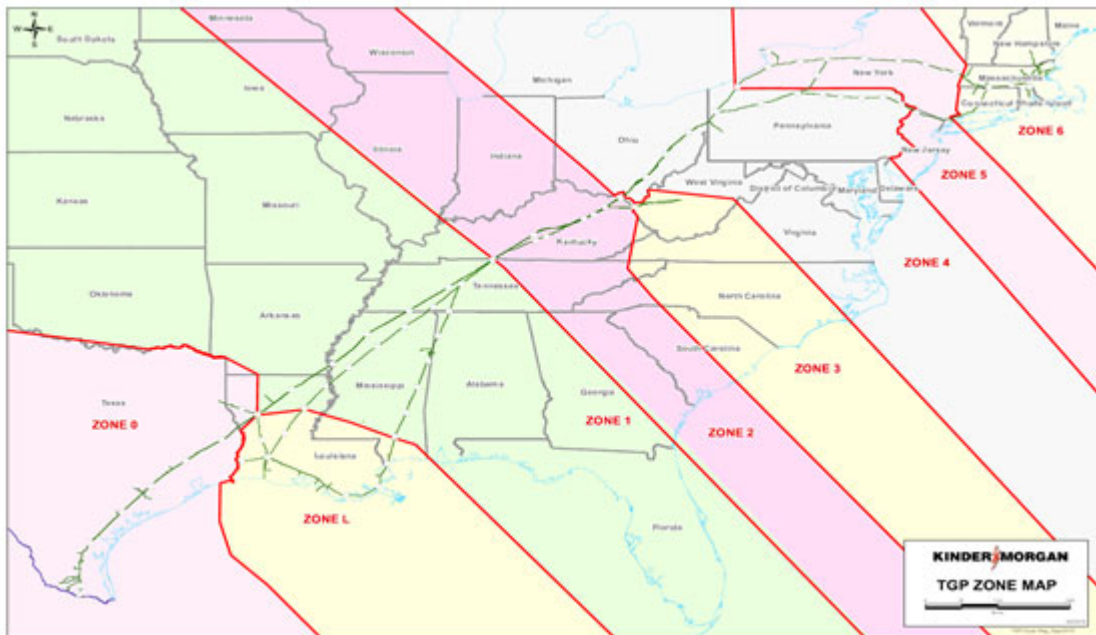 N
W E
S
Minnesota
South Dakota
Wisconsin
Michigan
Vermont
Maine
New Hampshire
New York
Massachusetts
Connecticut Rhode Island
ZONE 6
Iowa
Nebraska
Illinois
Indiana
Ohio
Pennsylvania
New Jersey
ZONE 5
West Virginia
District of Columbia
Maryland
Delaware
Kansas
Missouri
Kentucky
Virginia
ZONE 4
Oklahoma
Arkansas
Tennessee
North Carolina
South Carolina
ZONE 3
Texas
ZONE 0
Mississippi
Alabama
Georgia
ZONE 1
ZONE 2
Louisiana
ZONE L
Florida
KINDER MORGAN
TGP ZONE MAP